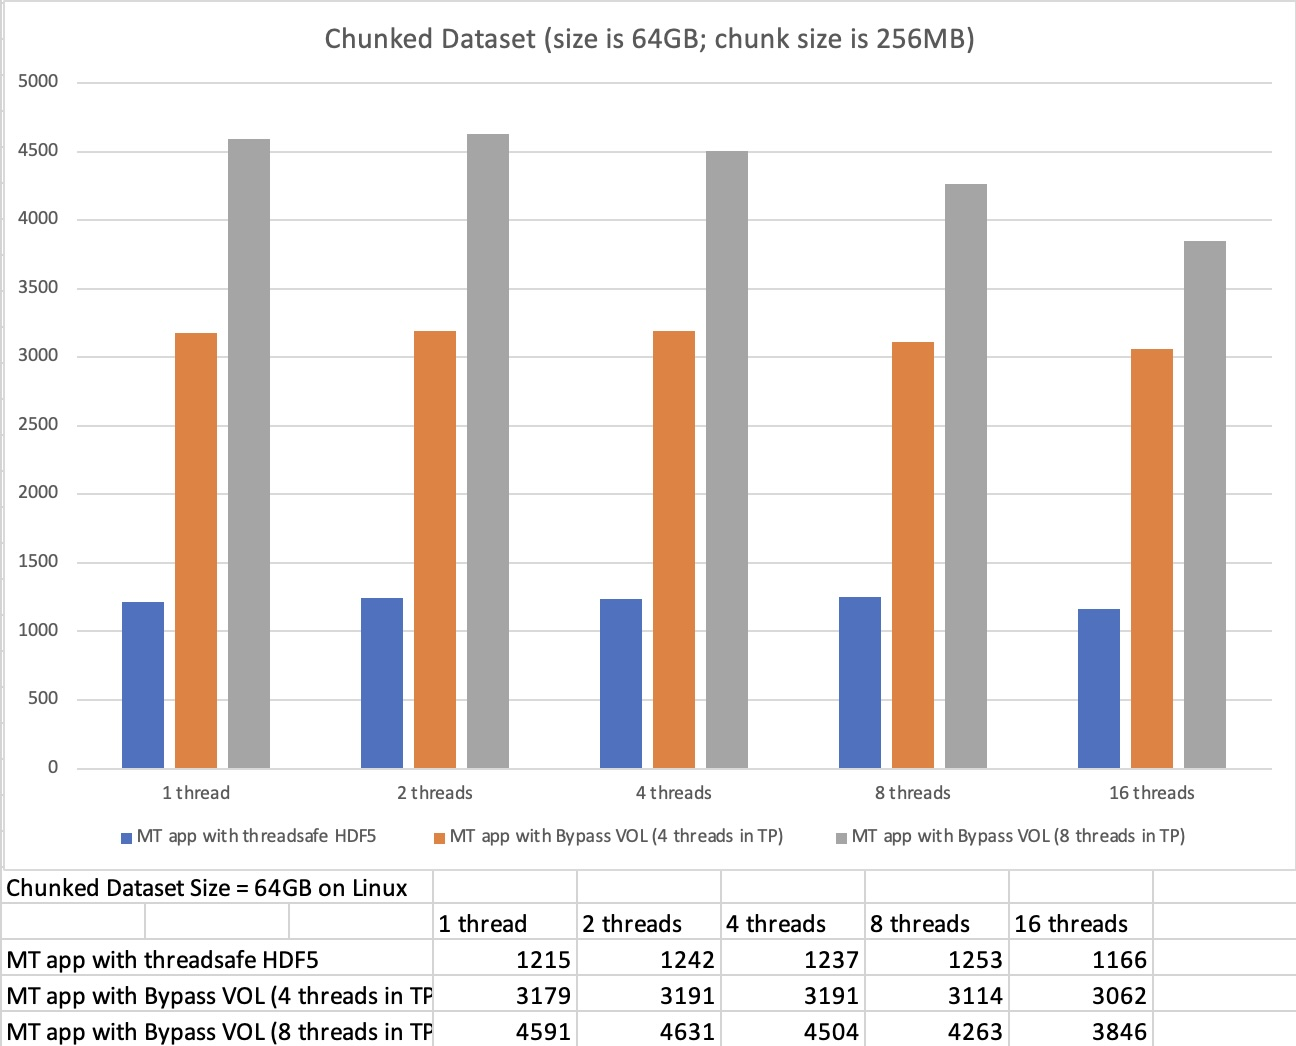 Chunked Dataset (size is 64GB; chunk size is 256MB)
5000
4500
4000
3500
3000
2500
2000
1500
1000
500
0
1 thread 2 threads 4 threads 8 threads 16 threads
MT app with threadsafe HDF5 MT app with Bypass VOL (4 threads in TP) MT app with Bypass VOL (8 threads in TP)
Chunked Dataset Size = 64GB on Linux
1 thread 2 threads 4 threads 8 threads 16 threads
MT app with threadsafe HDF5 1215 1242 1237 1253 1166
MT app with Bypass VOL (4 threads in TP 3179 3191 3191 3114 3062
MT app with Bypass VOL (8 threads in TP 4591 4631 4504 4263 3846